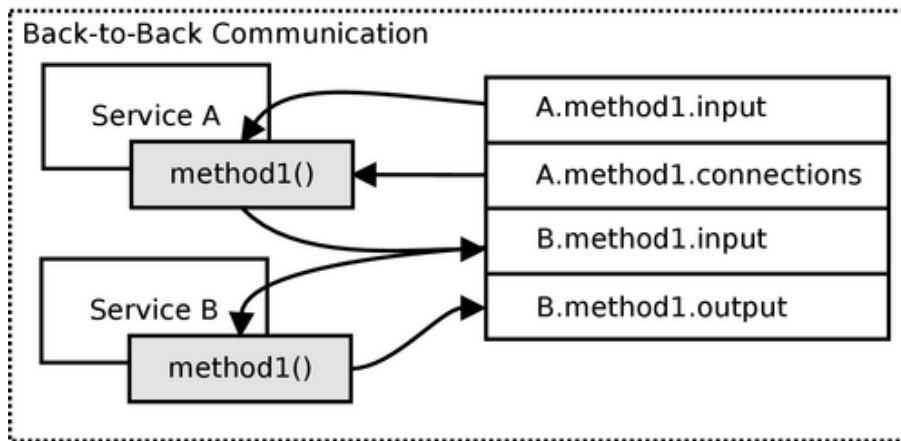 Back-to-Back Communication
Service A
method1()
A.method1.input
A.method1.connections
B.method1.input
B.method1.output
Service B
method1()